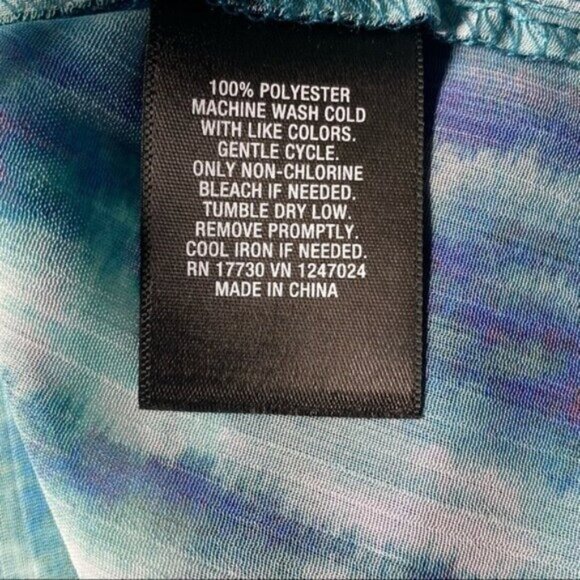 100% POLYESTER
MACHINE WASH COLD
WITH LIKE COLORS.
GENTLE CYCLE.
ONLY NON-CHLORINE
BLEACH IF NEEDED.
TUMBLE DRY LOW.
REMOVE PROMPTLY.
COOL IRON IF NEEDED.
RN 17730 VN 1247024
MADE IN CHINA